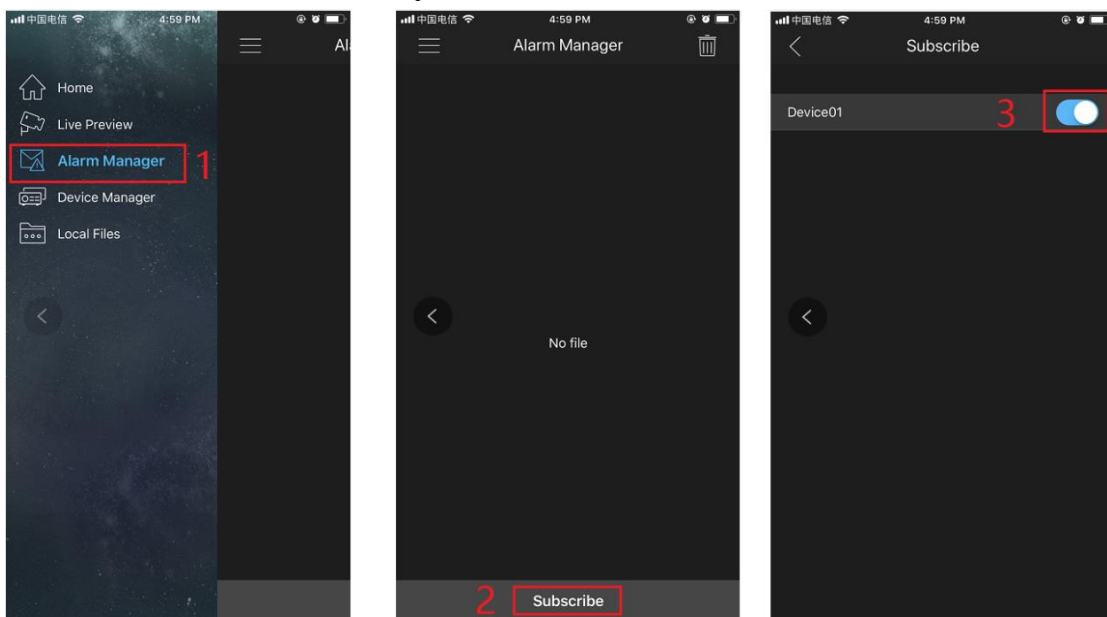 中国电信 4:59 PM
Al
Home
Live Preview
Alarm Manager 1
Device Manager
Local Files
中国电信 4:59 PM
Alarm Manager
No file
2 Subscribe
中国电信 4:59 PM
Subscribe
Device01 3